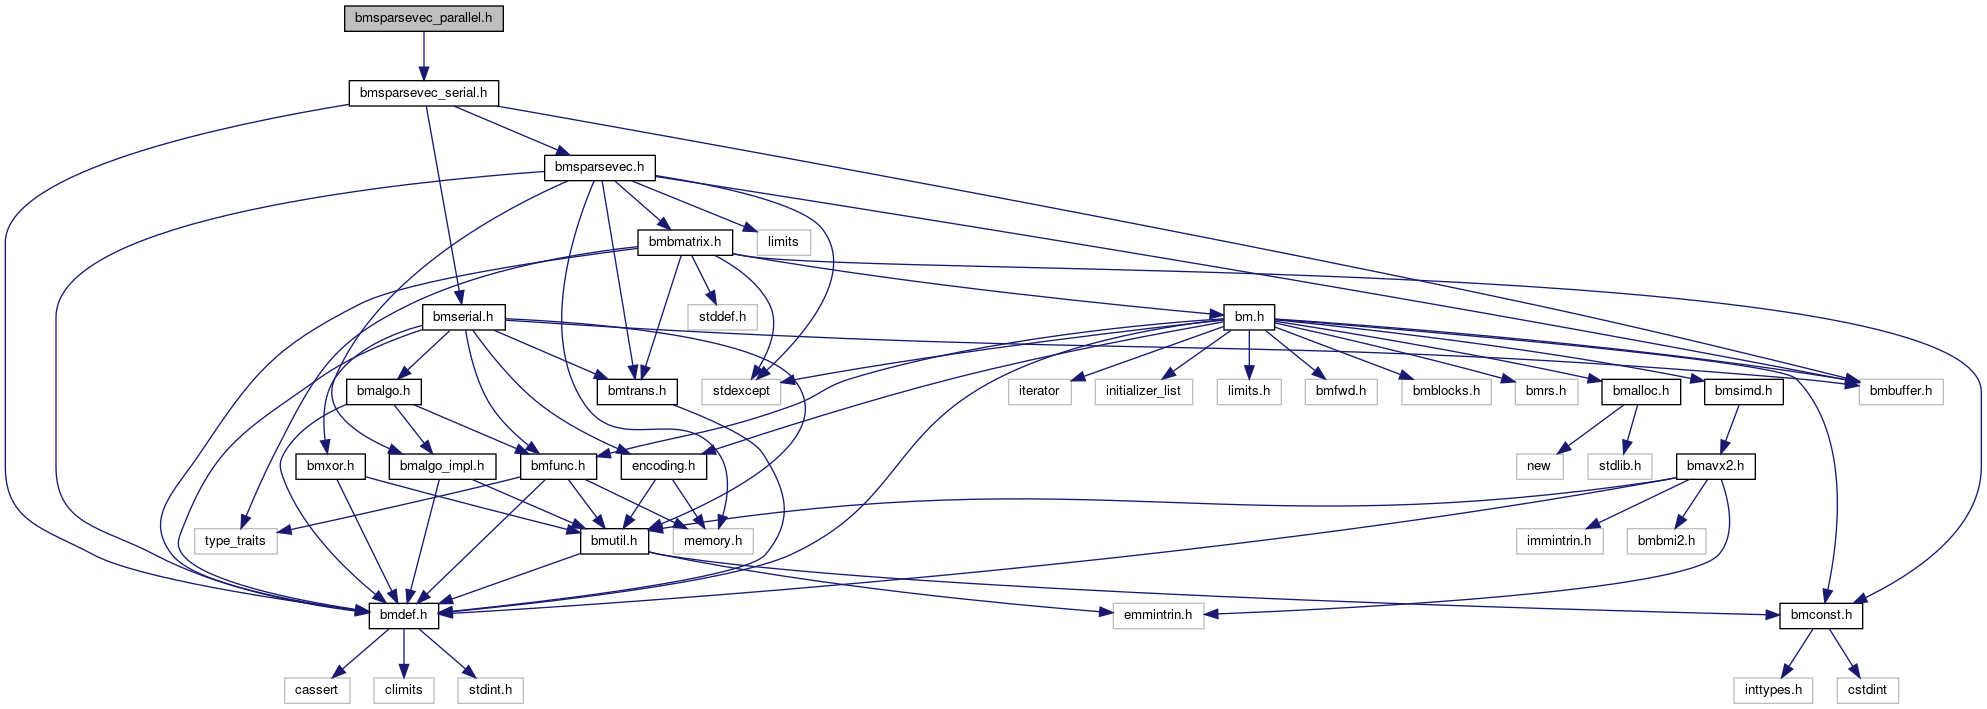 bmsparsevec_parallel.h
bmsparsevec_serial.h
bmsparsevec.h
bmbmatrix.h
limits
bmserial.h
stddef.h
bm.h
bmalgo.h
bmtrans.h
stdexcept
iterator
initializer_list
limits.h
bmfwd.h
bmblocks.h
bmrs.h
bmalloc.h
bmsimd.h
bmbuffer.h
bmxor.h
bmalgo_impl.h
bmfunc.h
encoding.h
new
stdlib.h
bmavx2.h
type_traits
bmutil.h
memory.h
immintrin.h
bmbmi2.h
bmdef.h
emmintrin.h
bmconst.h
cassert
climits
stdint.h
inttypes.h
cstdint